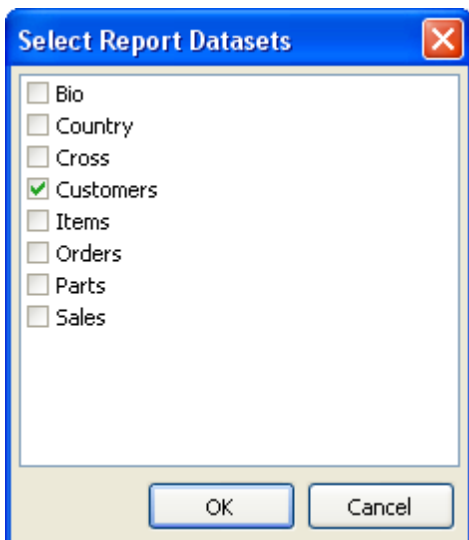 Select Report Datasets
Bio
Country
Cross
Customers
Items
Orders
Parts
Sales
OK
Cancel